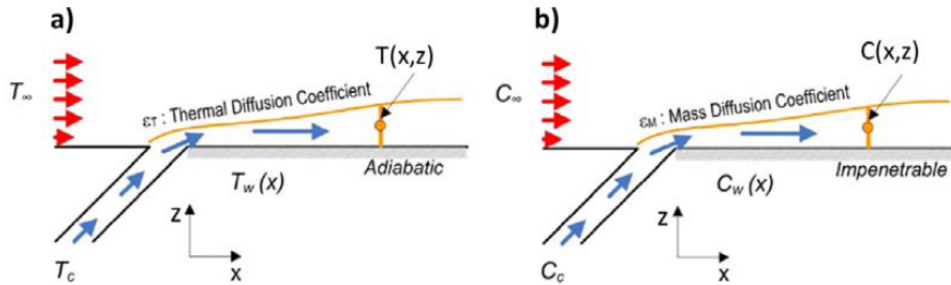 a)
T∞
εT : Thermal Diffusion Coefficient
T(x,z)
Adiabatic
Tw (x)
z
x
Tc
b)
C∞
εM : Mass Diffusion Coefficient
C(x,z)
Impenetrable
Cw (x)
z
x
Cc